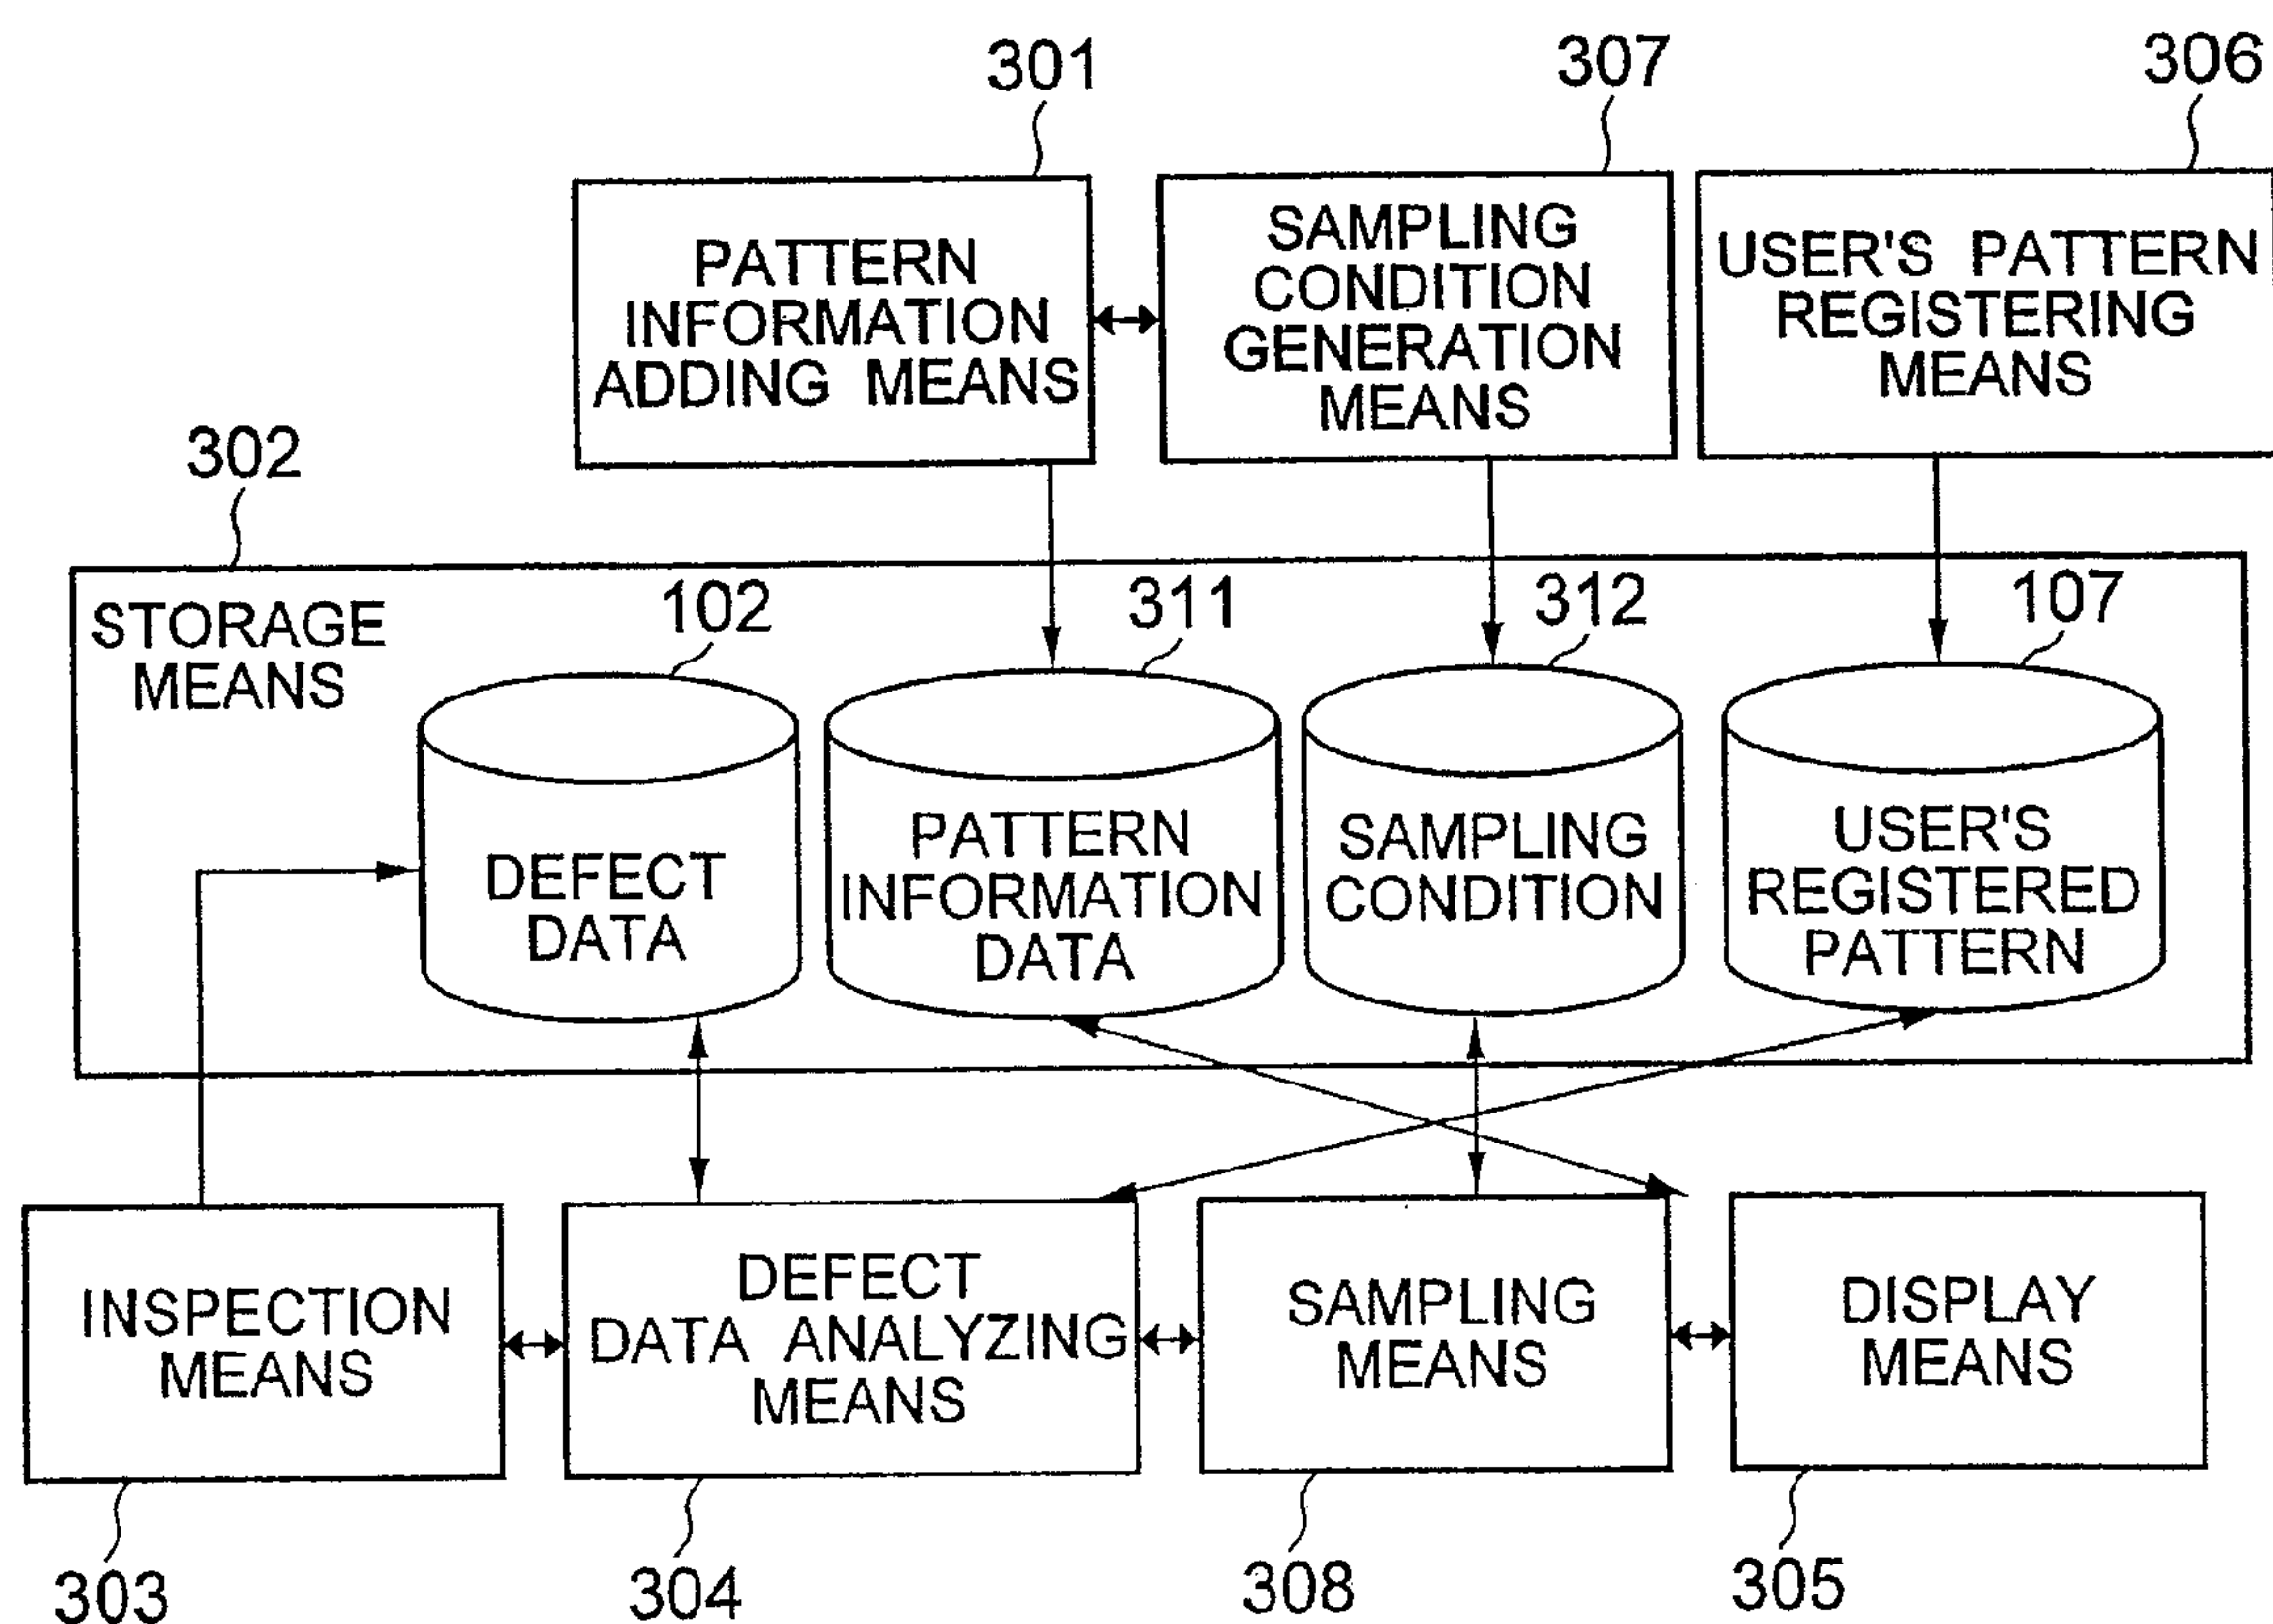 301
307
306
PATTERN
INFORMATION
ADDING MEANS
SAMPLING
CONDITION
GENERATION
MEANS
USER'S PATTERN
REGISTERING
MEANS
302
STORAGE
MEANS
102
311
312
107
DEFECT
DATA
PATTERN
INFORMATION
DATA
SAMPLING
CONDITION
USER'S
REGISTERED
PATTERN
INSPECTION
MEANS
DEFECT
DATA ANALYZING
MEANS
SAMPLING
MEANS
DISPLAY
MEANS
303
304
308
305